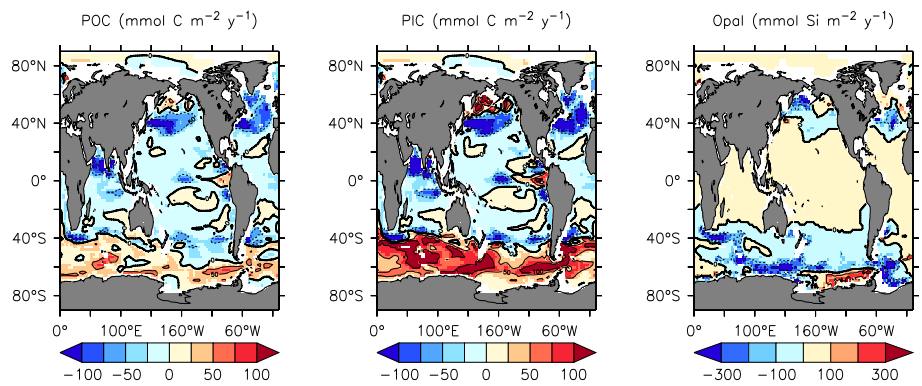 POC (mmol C m⁻² y⁻¹) PIC (mmol C m⁻² y⁻¹) Opal (mmol Si m⁻² y⁻¹)
80°N 80°N 80°N
40°N 40°N 40°N
0° 0° 0°
40°S 40°S 40°S
80°S 80°S 80°S
0° 100°E 160°W 60°W 0° 100°E 160°W 60°W 0° 100°E 160°W 60°W
-100 -50 0 50 100 -100 -50 0 50 100 -300 -100 100 300